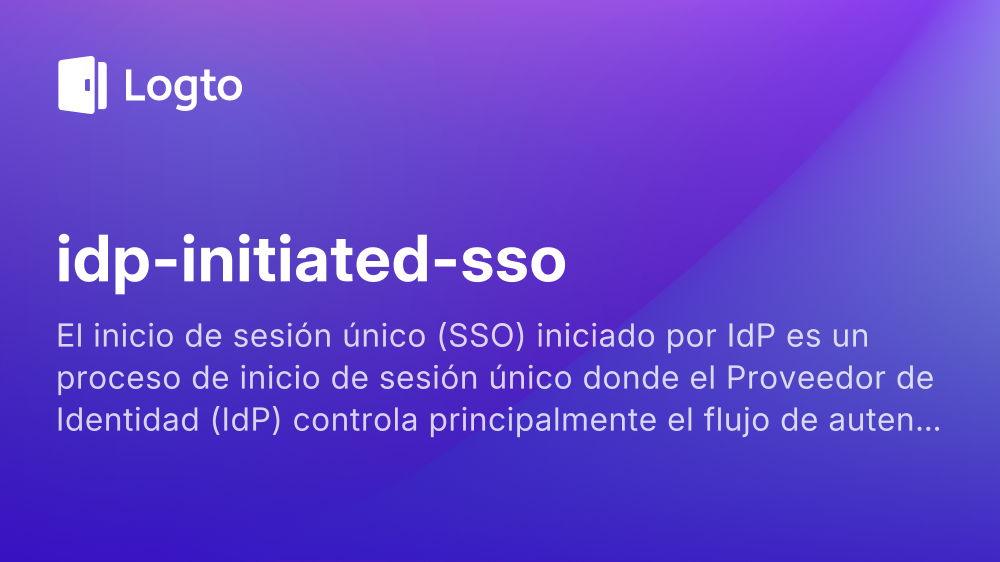 Logto
idp-initiated-sso
El inicio de sesión único (SSO) iniciado por IdP es un
proceso de inicio de sesión único donde el Proveedor de
Identidad (IdP) controla principalmente el flujo de auten...